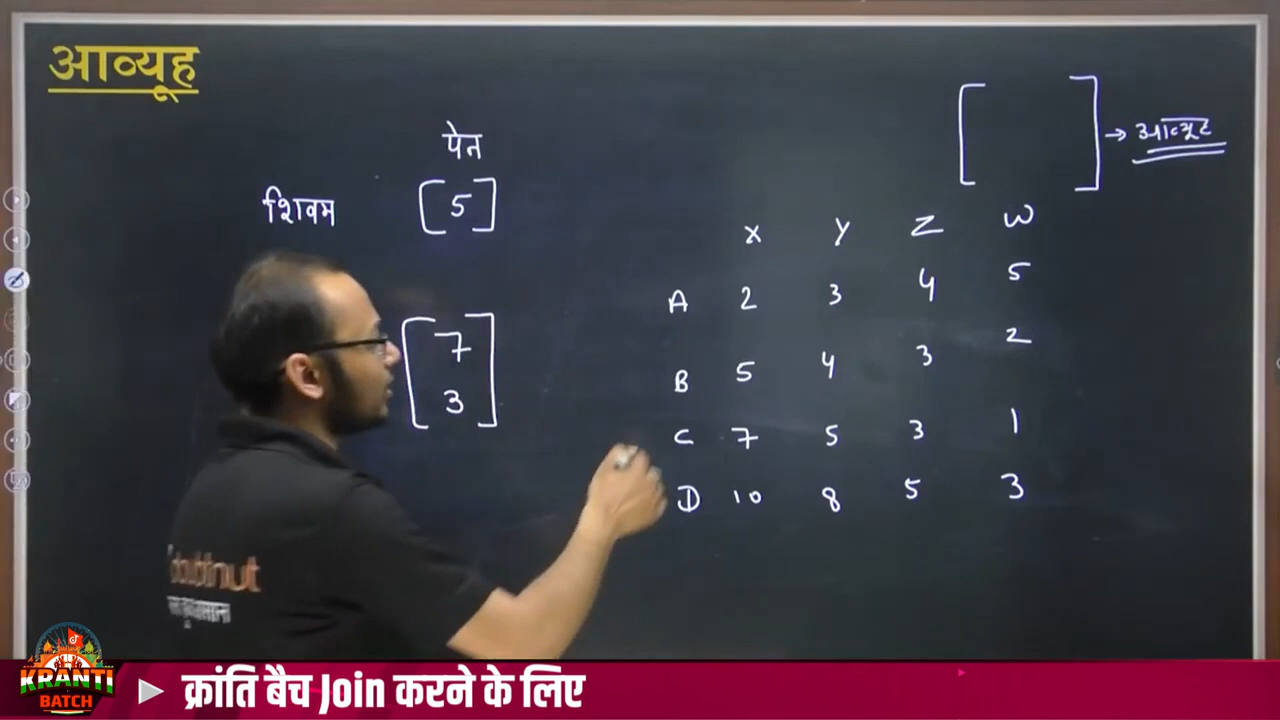 आव्यूह
पेन
शिवम [5]
[7
3]
[ ] → आव्यूह
X Y Z W
A 2 3 4 5
B 5 4 3 2
C 7 5 3 1
D 10 8 5 3
doubtnut
KRANTI
BATCH
क्रांति बैच Join करने के लिए